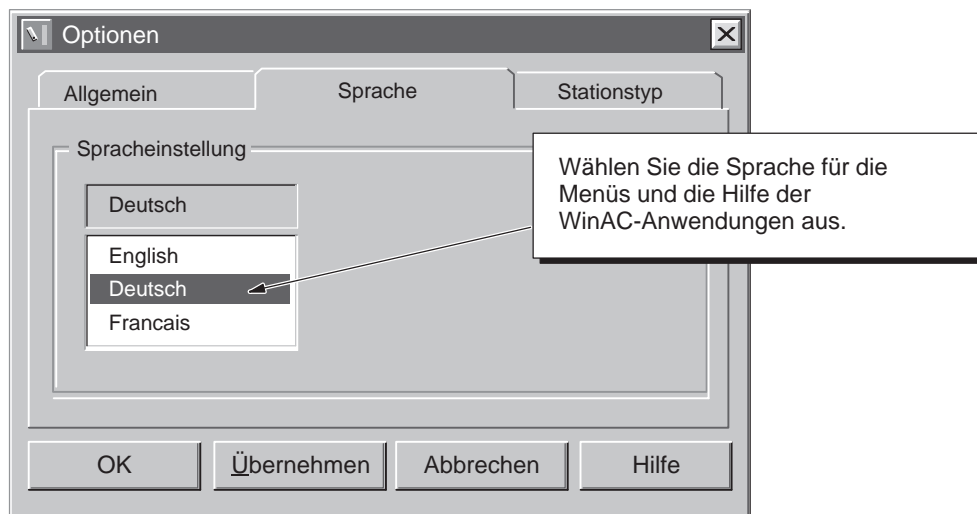 Optionen
Allgemein
Sprache
Stationstyp
Spracheinstellung
Deutsch
English
Deutsch
Francais
Wählen Sie die Sprache für die
Menüs und die Hilfe der
WinAC-Anwendungen aus.
OK
Übernehmen
Abbrechen
Hilfe